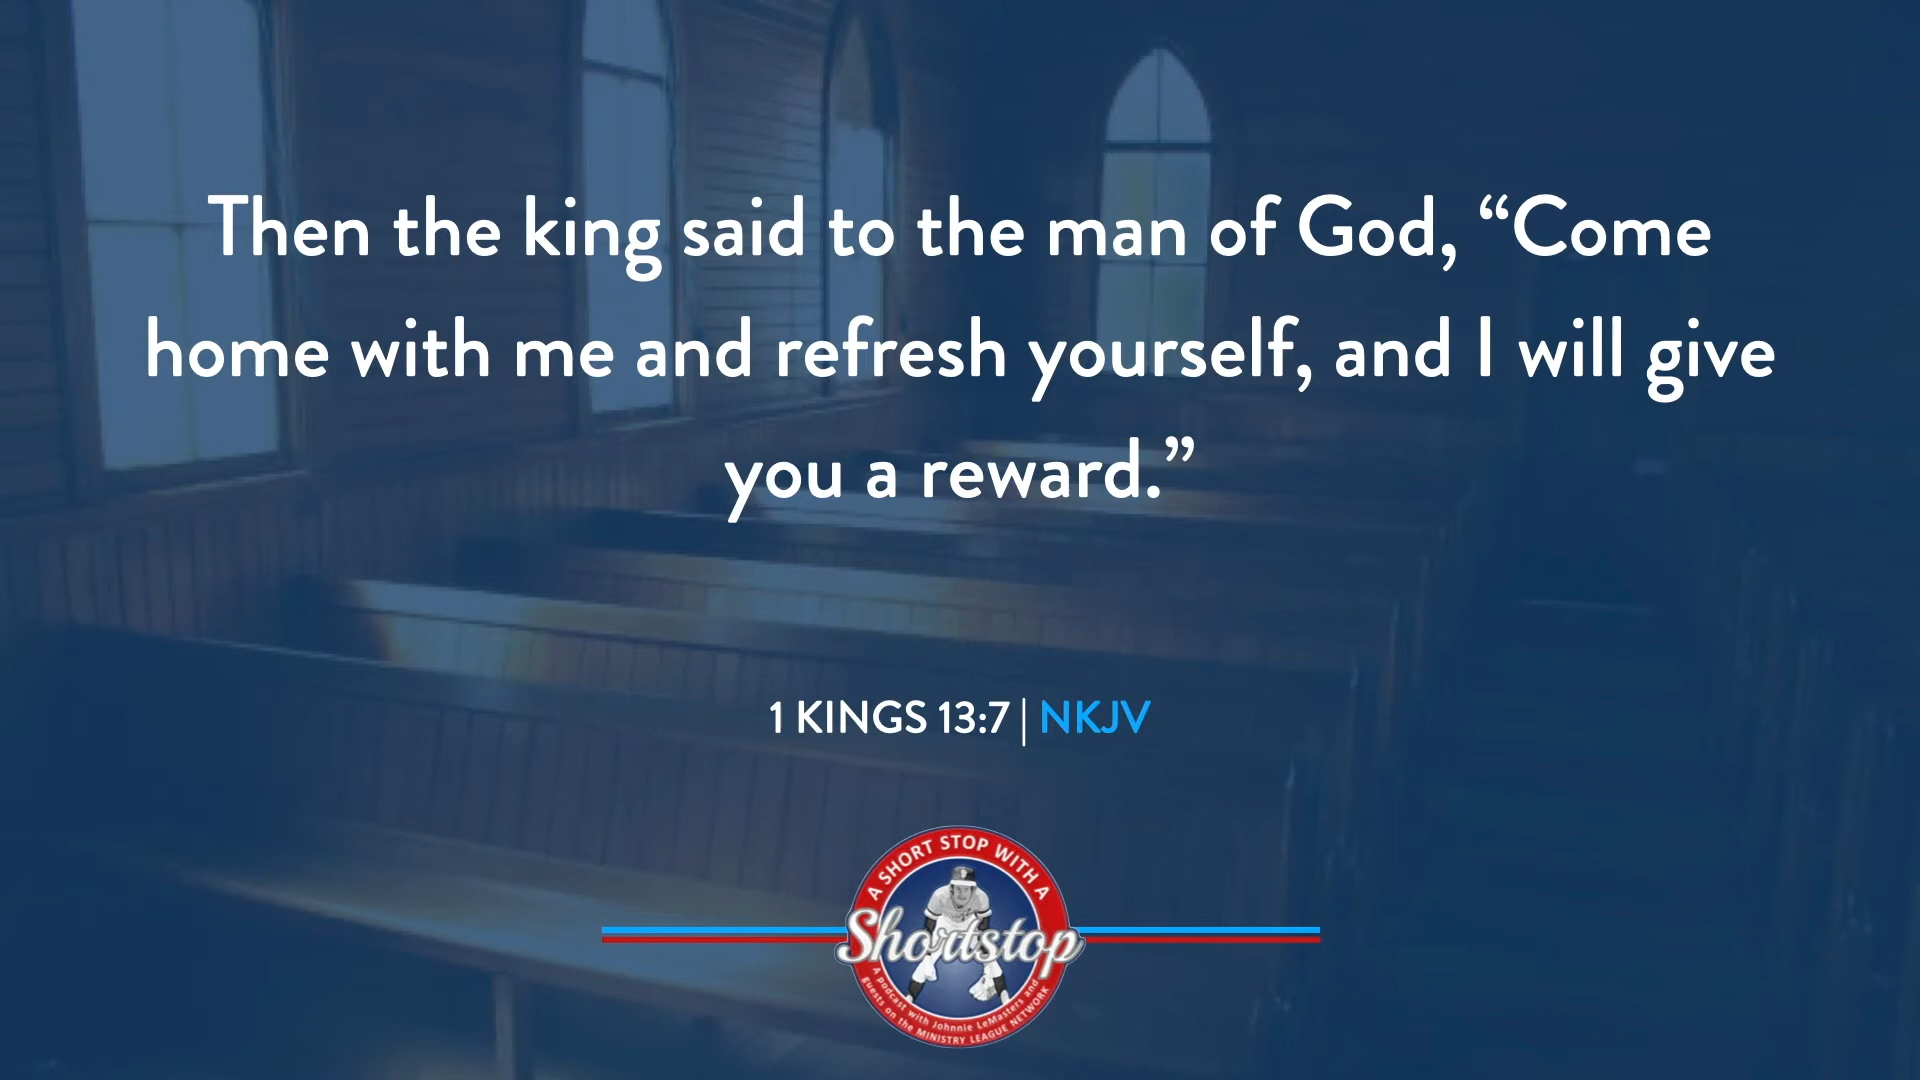 Then the king said to the man of God, “Come
home with me and refresh yourself, and I will give
you a reward.”
1 KINGS 13:7 | NKJV
A SHORT STOP WITH A
Shortstop
A podcast with Johnnie LeMasters and
guests on the MINISTRY LEAGUE NETWORK